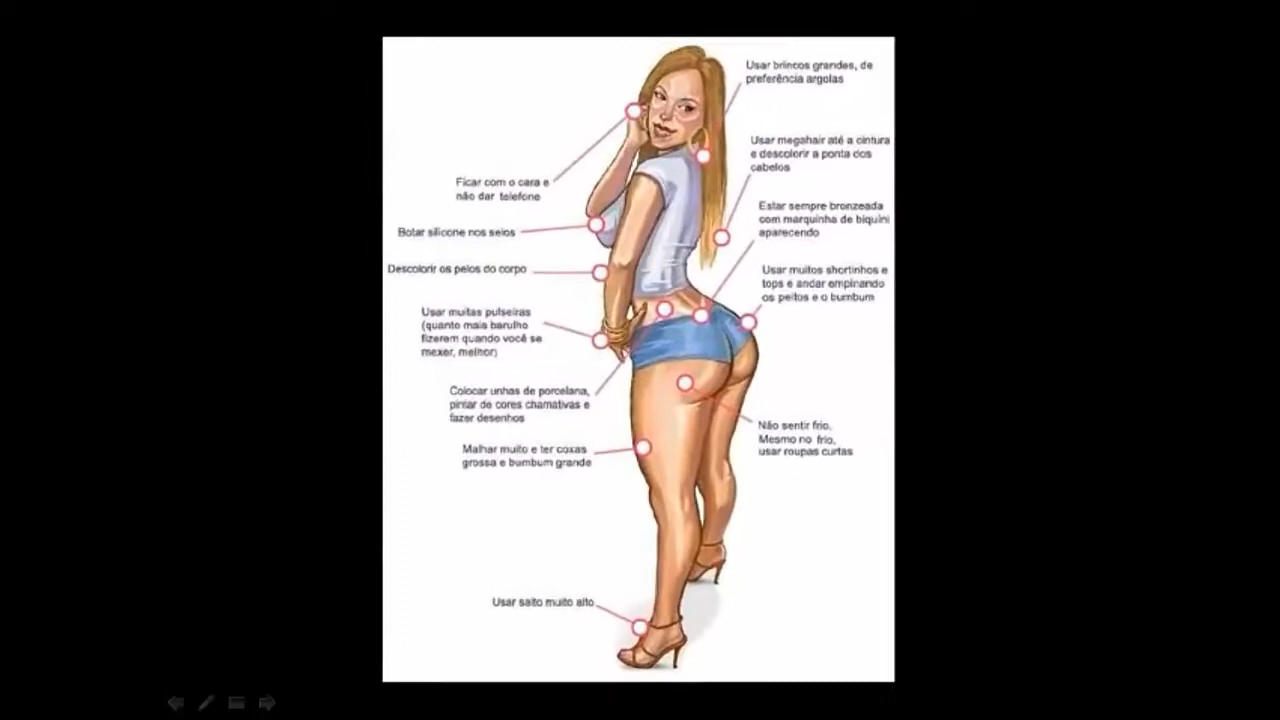 Usar brincos grandes, de
preferência argolas
Usar megahair até a cintura
e descolorir a ponta dos
cabelos
Ficar com o cara e
não dar telefone
Estar sempre bronzeada
com marquinha de biquíni
aparecendo
Botar silicone nos seios
Descolorir os pelos do corpo
Usar muitos shortinhos e
tops e andar empinando
os peitos e o bumbum
Usar muitas pulseiras
(quanto mais barulho
fizerem quando você se
mexer, melhor)
Colocar unhas de porcelana,
pintar de cores chamativas e
fazer desenhos
Não sentir frio.
Mesmo no frio,
usar roupas curtas
Malhar muito e ter coxas
grossa e bumbum grande
Usar salto muito alto